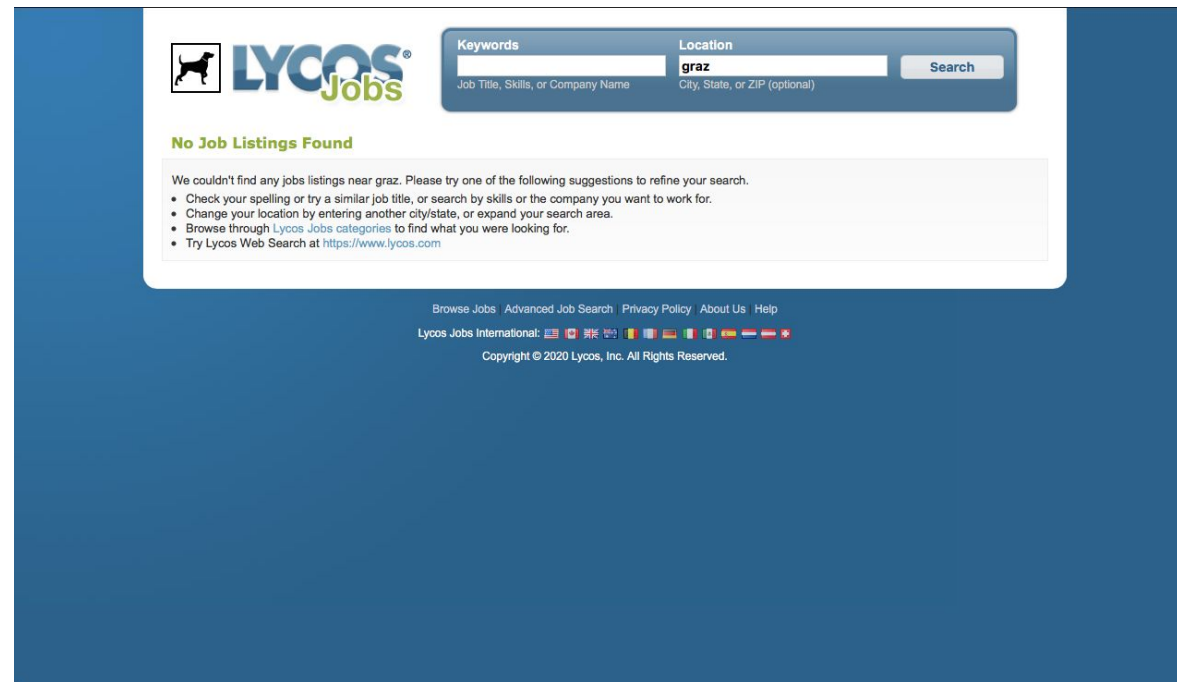 LYCOS® Jobs
Keywords
Location
graz
Search
Job Title, Skills, or Company Name
City, State, or ZIP (optional)
No Job Listings Found
We couldn't find any jobs listings near graz. Please try one of the following suggestions to refine your search.
• Check your spelling or try a similar job title, or search by skills or the company you want to work for.
• Change your location by entering another city/state, or expand your search area.
• Browse through Lycos Jobs categories to find what you were looking for.
• Try Lycos Web Search at https://www.lycos.com
Browse Jobs | Advanced Job Search | Privacy Policy | About Us | Help
Lycos Jobs International:
Copyright © 2020 Lycos, Inc. All Rights Reserved.